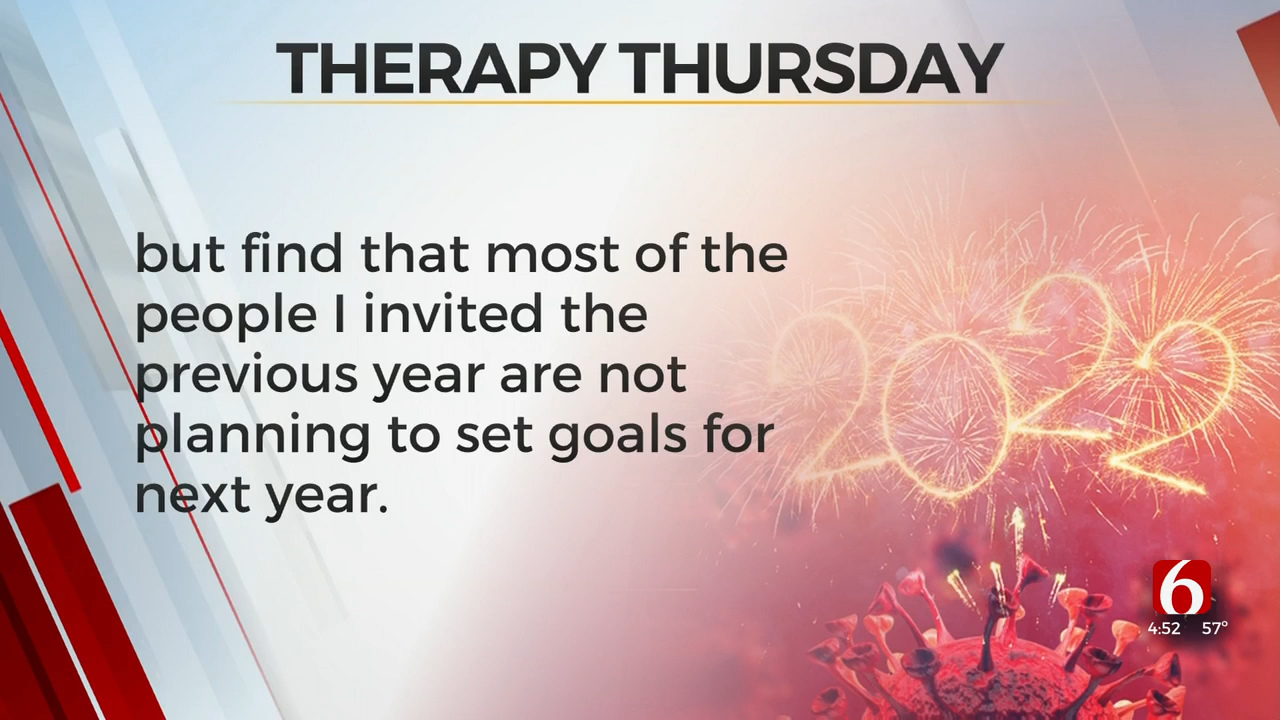 THERAPY THURSDAY
but find that most of the
people I invited the
previous year are not
planning to set goals for
next year.
2022
6
4:52 57°